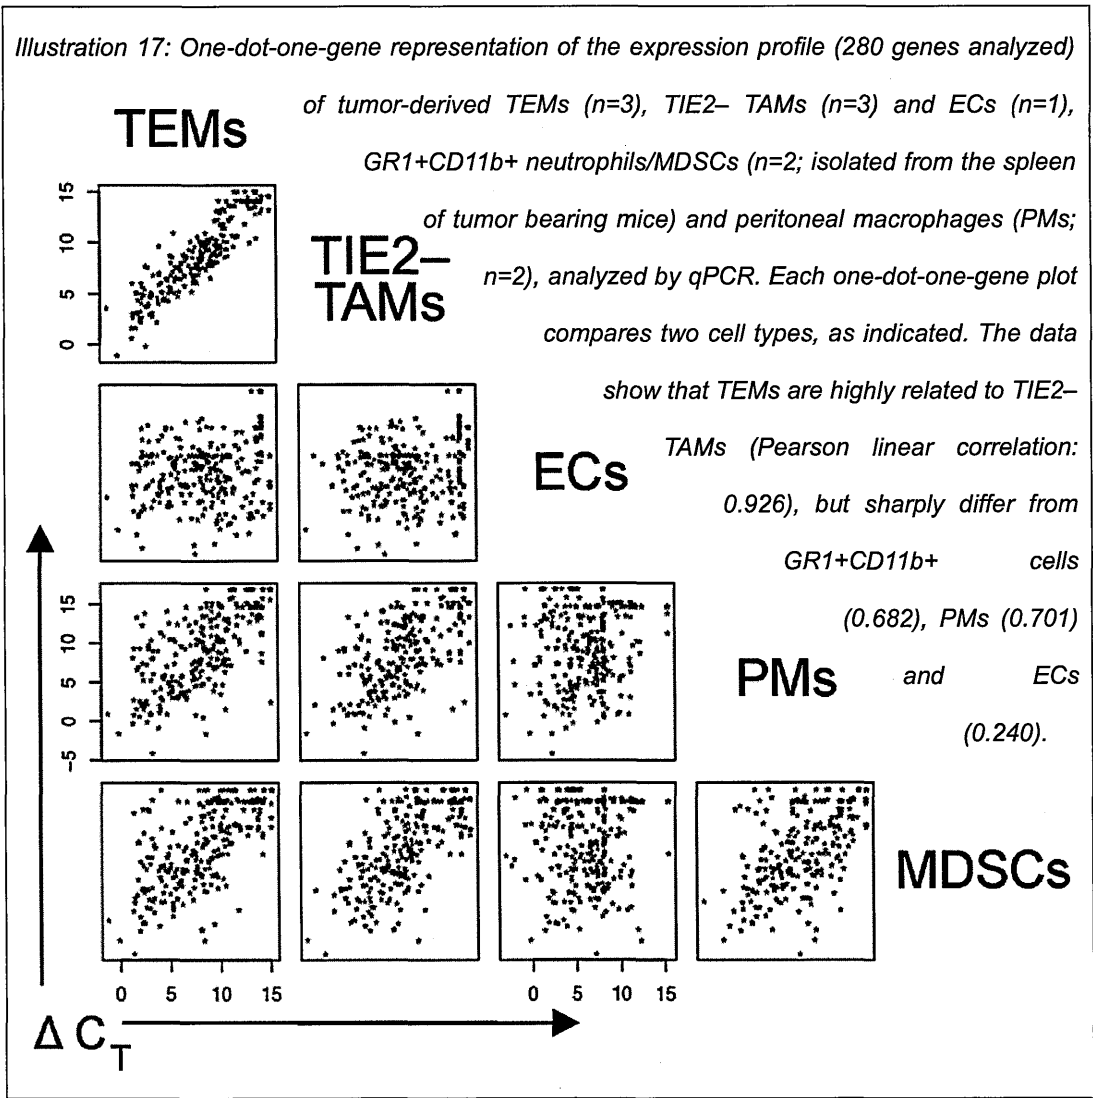 Illustration 17: One-dot-one-gene representation of the expression profile (280 genes analyzed)
of tumor-derived TEMs (n=3), TIE2– TAMs (n=3) and ECs (n=1),
TEMs
GR1+CD11b+ neutrophils/MDSCs (n=2; isolated from the spleen
of tumor bearing mice) and peritoneal macrophages (PMs;
n=2), analyzed by qPCR. Each one-dot-one-gene plot
compares two cell types, as indicated. The data
show that TEMs are highly related to TIE2–
TAMs (Pearson linear correlation:
0.926), but sharply differ from
GR1+CD11b+ cells
(0.682), PMs (0.701)
and ECs
(0.240).
TIE2–
TAMs
ECs
PMs
MDSCs
15
10
5
0
15
10
5
0
−5
0 5 10 15
0 5 10 15
Δ C_T